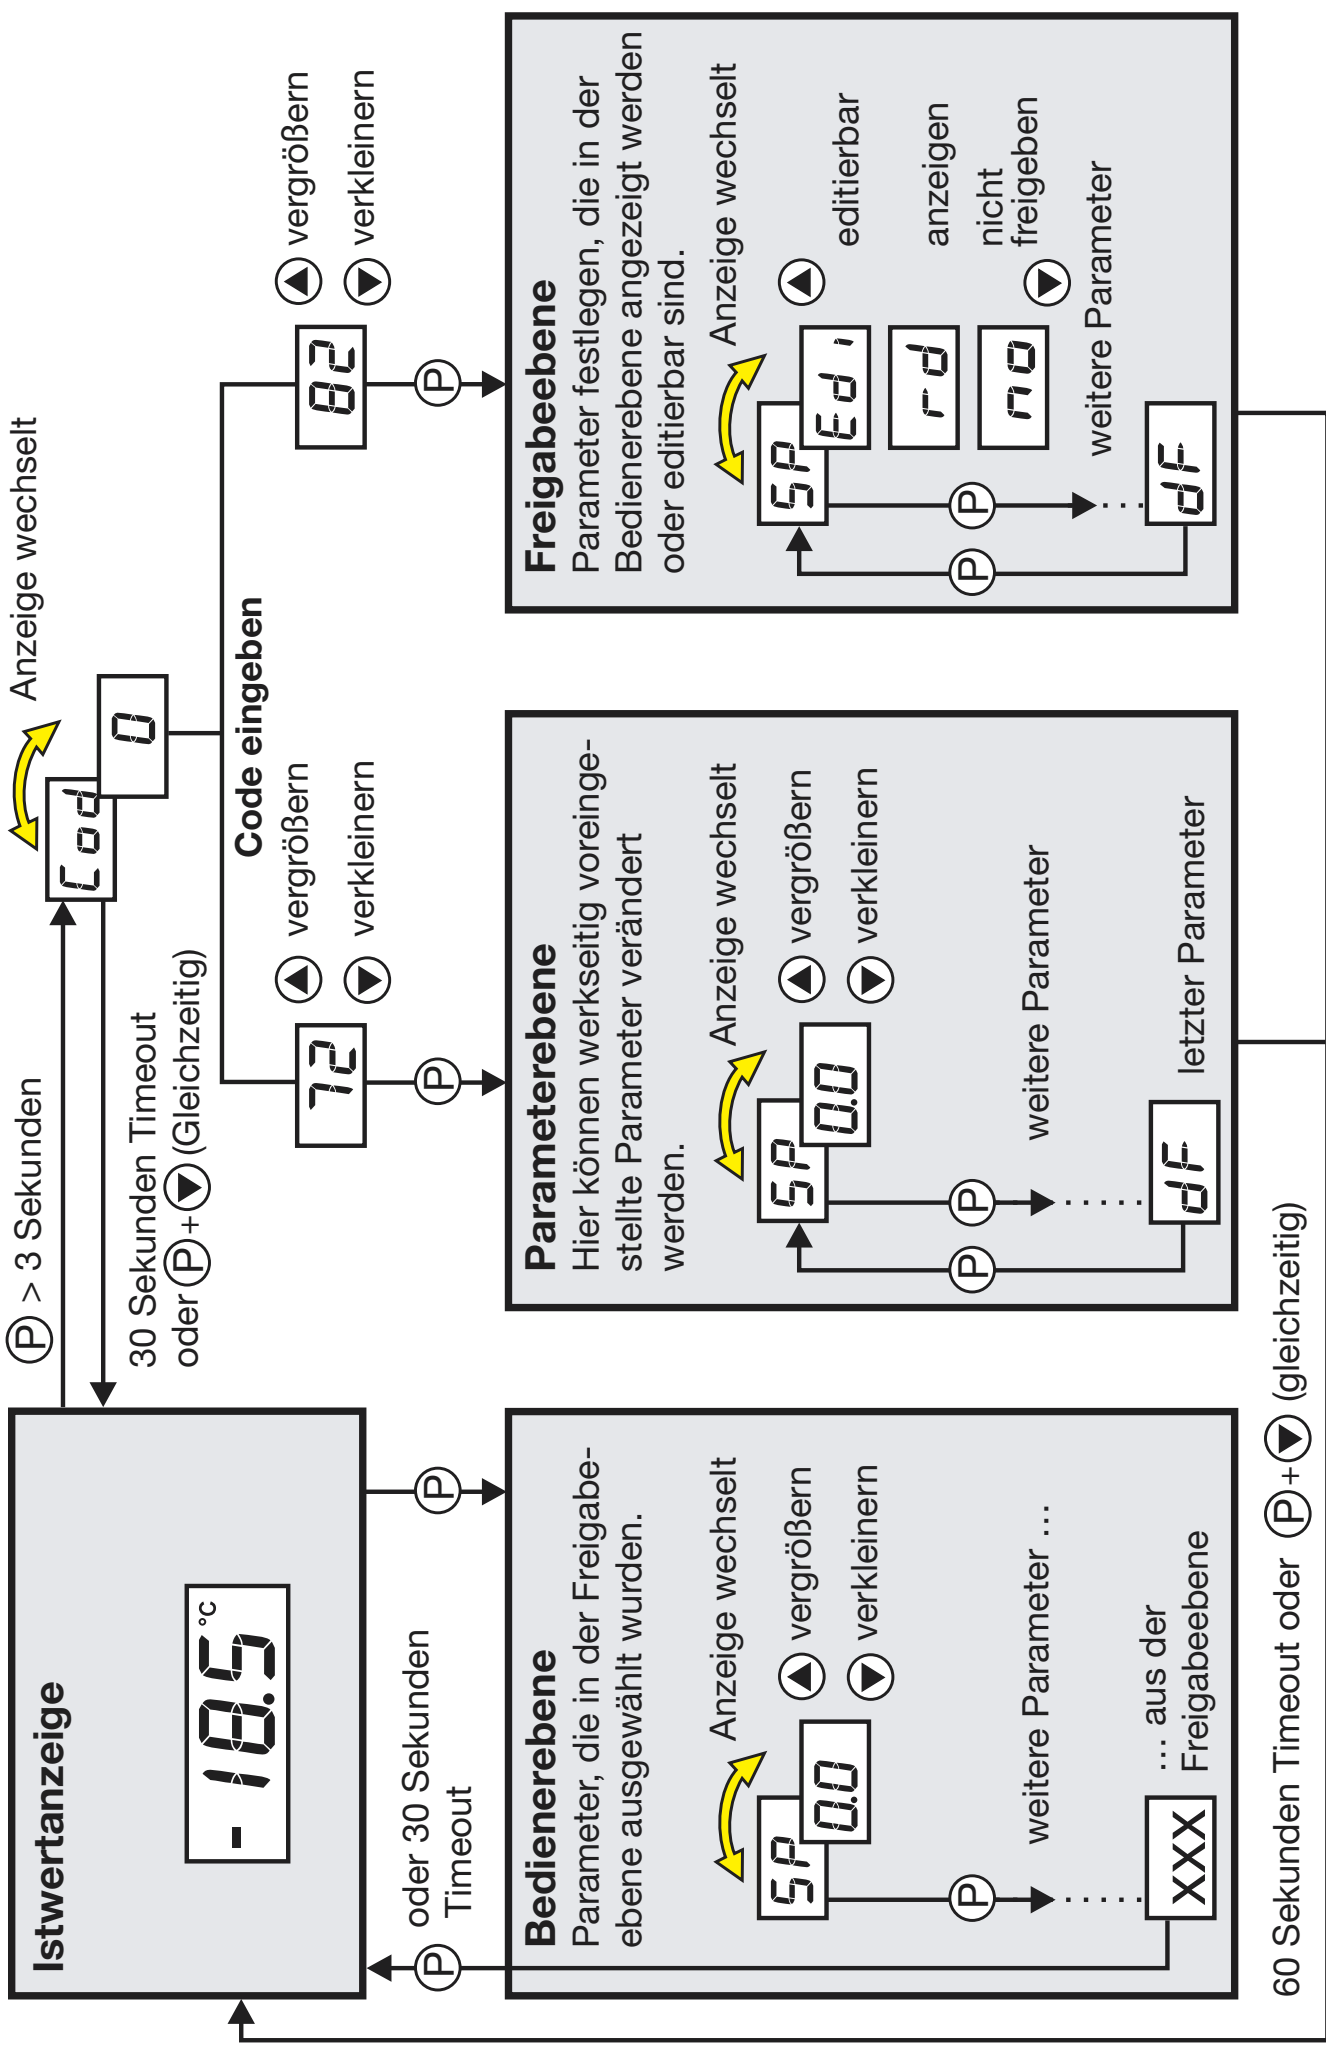 Istwertanzeige
-18.5 °C
P > 3 Sekunden
30 Sekunden Timeout
oder P + (Gleichzeitig)
Cod
0
Anzeige wechselt
Code eingeben
72
vergrößern
verkleinern
P
82
vergrößern
verkleinern
P
P
oder 30 Sekunden
Timeout
P
Bedienerebene
Parameter, die in der Freigabe-
ebene ausgewählt wurden.
Anzeige wechselt
SP
0.0
vergrößern
verkleinern
P
weitere Parameter ...
XXX
... aus der
Freigabeebene
Parameterebene
Hier können werkseitig voreinge-
stellte Parameter verändert
werden.
Anzeige wechselt
SP
0.0
vergrößern
verkleinern
P
P
weitere Parameter
dF
letzter Parameter
Freigabeebene
Parameter festlegen, die in der
Bedienerebene angezeigt werden
oder editierbar sind.
Anzeige wechselt
SP
Edi
editierbar
rd
anzeigen
no
nicht
freigeben
P
P
weitere Parameter
dF
60 Sekunden Timeout oder P + (gleichzeitig)